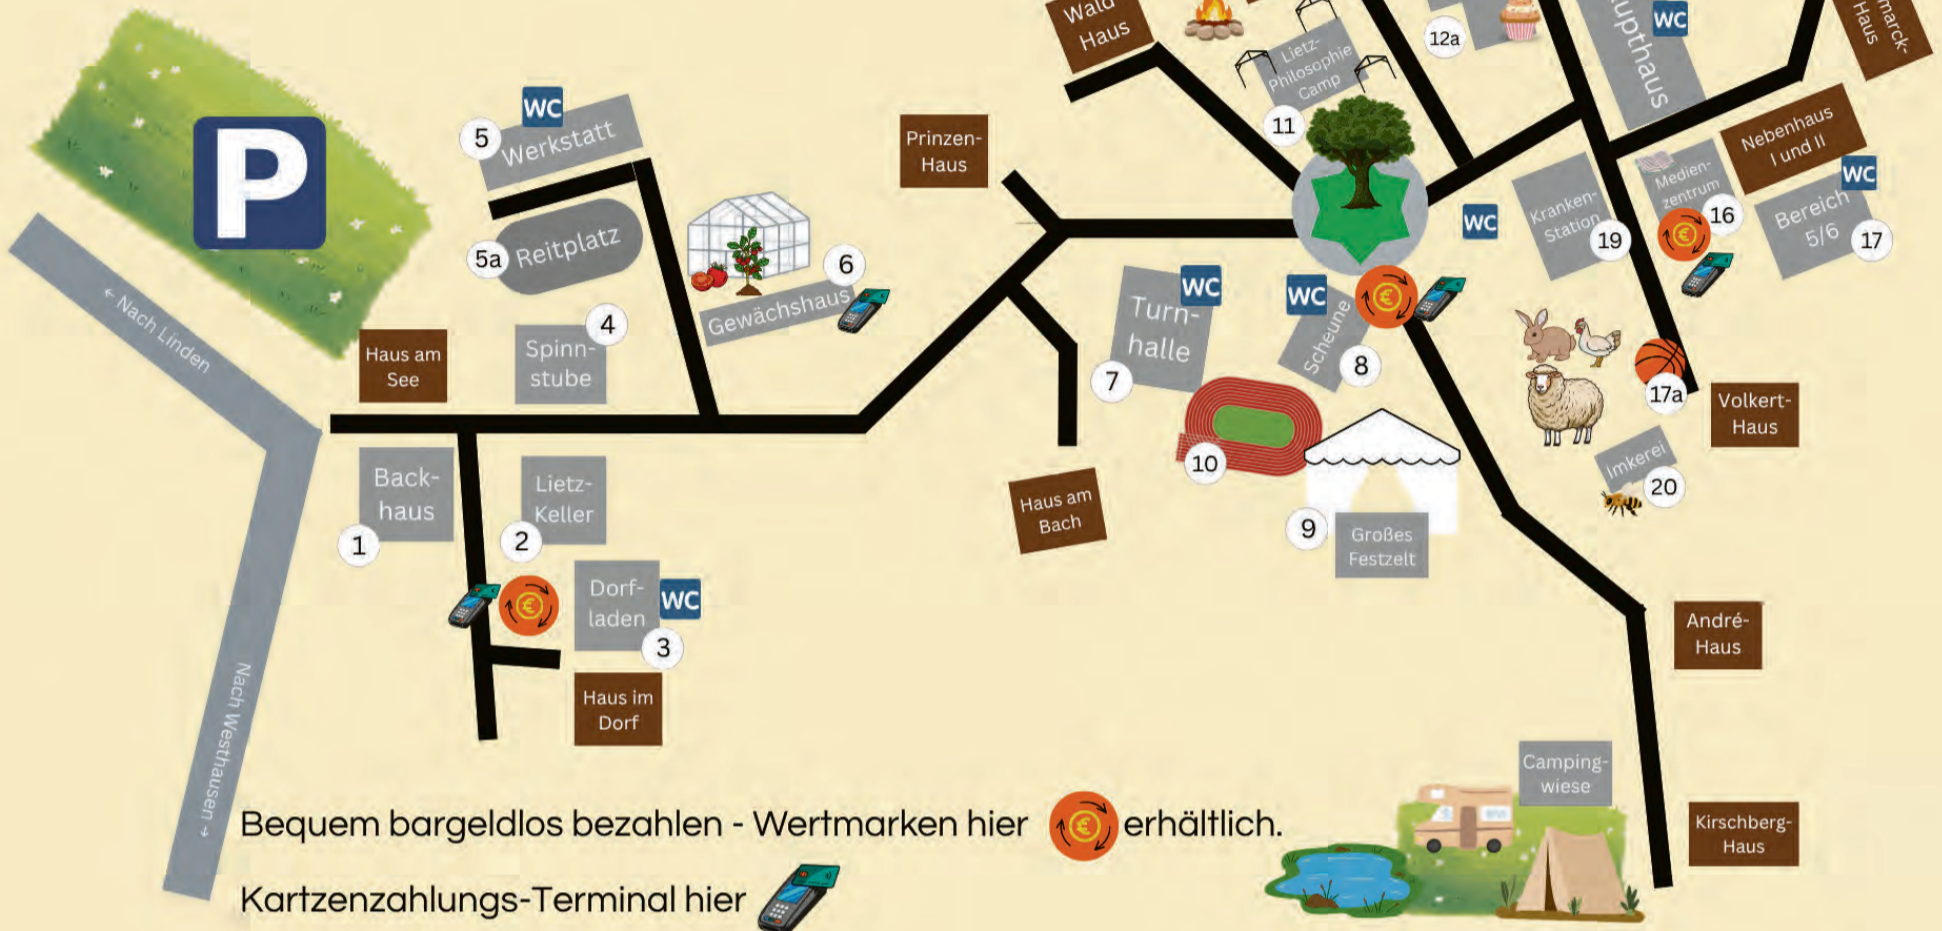 Wald
Haus
Lietz-
Philosophie
Camp
11
12a
WC
upthaus
marck-
Haus
P
WC
5
Werkstatt
5a
Reitplatz
Prinzen-
Haus
6
Gewächshaus
WC
Kranken-
Station
19
Medien-
zentrum
16
Nebenhaus
I und II
WC
Bereich
5/6
17
← Nach Linden
Haus am
See
4
Spinn-
stube
WC
Turn-
halle
7
WC
Scheune
8
€
€
17a
Volkert-
Haus
Back-
haus
1
Lietz-
Keller
2
10
Haus am
Bach
9
Großes
Festzelt
Imkerei
20
€
Dorf-
laden
WC
3
Haus im
Dorf
André-
Haus
Nach Westhausen →
Camping-
wiese
Kirschberg-
Haus
Bequem bargeldlos bezahlen - Wertmarken hier € erhältlich.
Kartzenzahlungs-Terminal hier